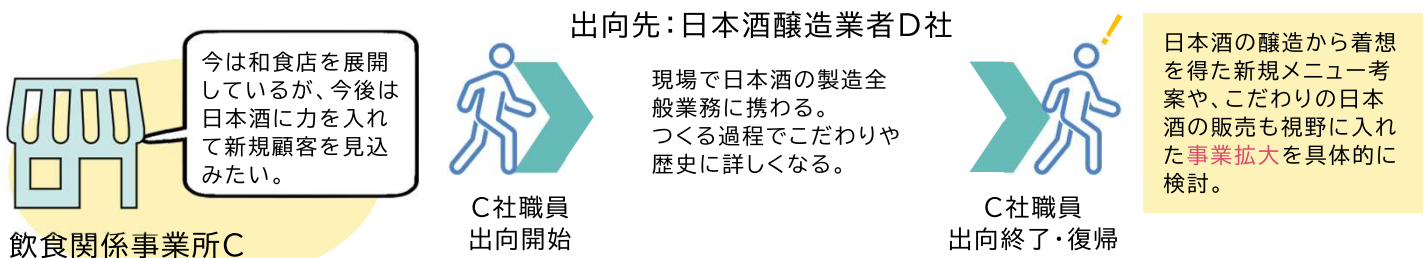 今は和食店を展開
しているが、今後は
日本酒に力を入れ
て新規顧客を見込
みたい。
飲食関係事業所C
C社職員
出向開始
出向先：日本酒醸造業者D社
現場で日本酒の製造全
般業務に携わる。
つくる過程でこだわりや
歴史に詳しくなる。
!
C社職員
出向終了・復帰
日本酒の醸造から着想
を得た新規メニュー考
案や、こだわりの日本
酒の販売も視野に入れ
た事業拡大を具体的に
検討。